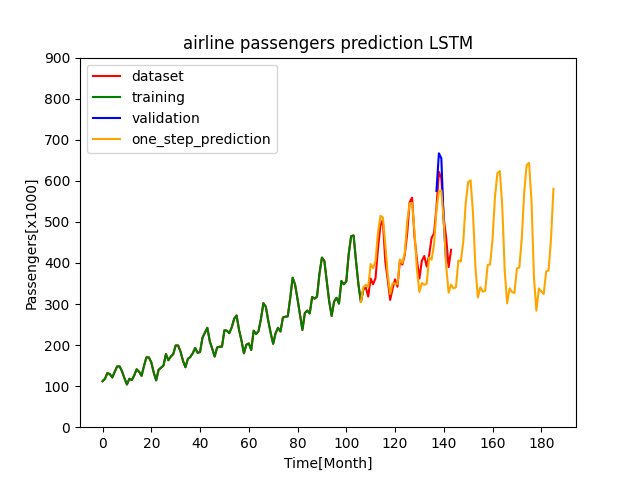 airline passengers prediction LSTM
dataset
training
validation
one_step_prediction
900
800
700
600
500
400
300
200
100
0
Passengers[x1000]
0 20 40 60 80 100 120 140 160 180
Time[Month]